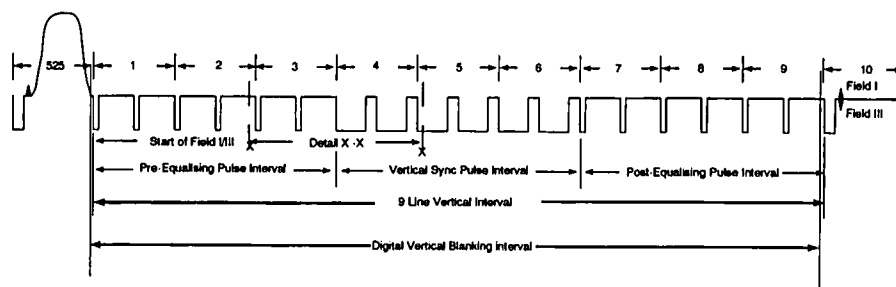 525 1 2 3 4 5 6 7 8 9 10
Field I
Field III
Start of Field I/III Detail X-X
X X
Pre-Equalising Pulse Interval Vertical Sync Pulse Interval Post-Equalising Pulse Interval
9 Line Vertical Interval
Digital Vertical Blanking interval